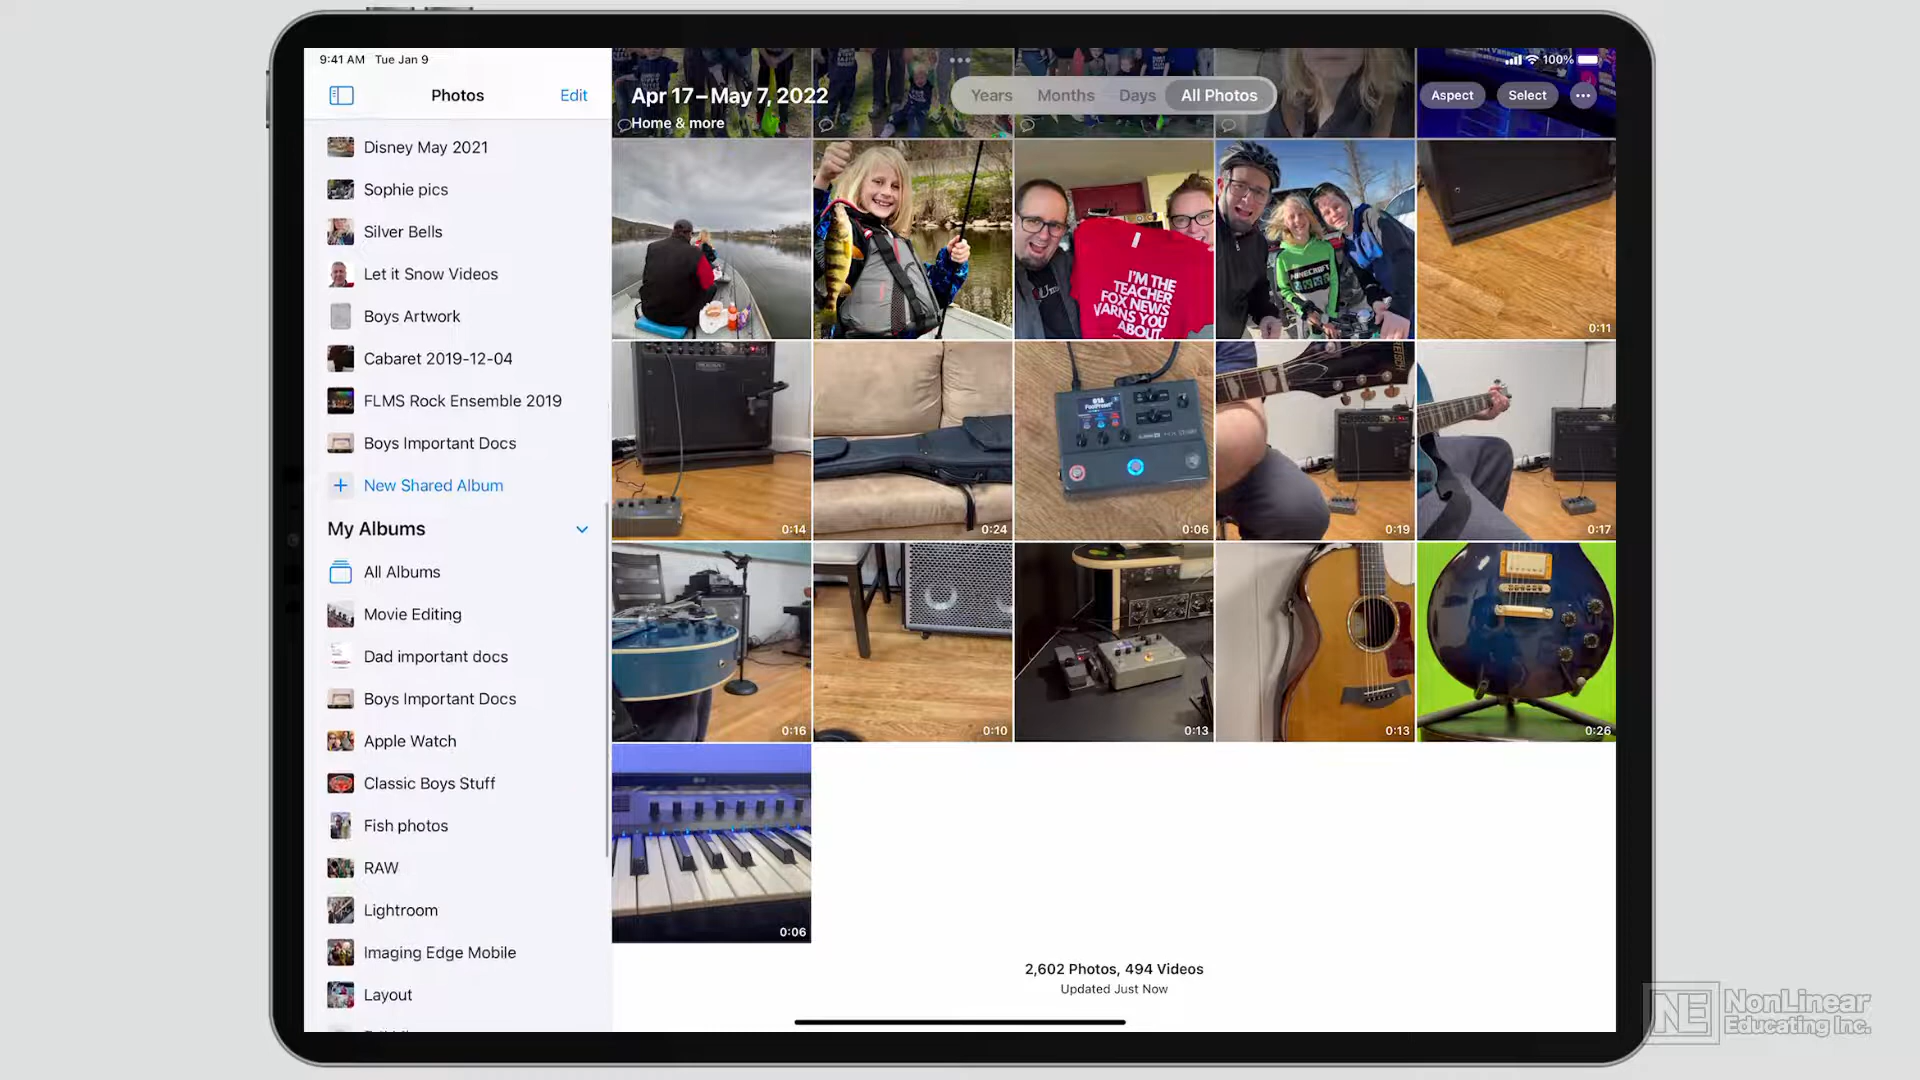 9:41 AM Tue Jan 9
100%
Photos
Edit
Apr 17 – May 7, 2022
Home & more
Years
Months
Days
All Photos
Aspect
Select
Disney May 2021
Sophie pics
Silver Bells
Let it Snow Videos
Boys Artwork
Cabaret 2019-12-04
FLMS Rock Ensemble 2019
Boys Important Docs
New Shared Album
My Albums
All Albums
Movie Editing
Dad important docs
Boys Important Docs
Apple Watch
Classic Boys Stuff
Fish photos
RAW
Lightroom
Imaging Edge Mobile
Layout
I'M THE
TEACHER
FOX NEWS
WARNS YOU
ABOUT.
MINECRAFT
0:11
0:14
0:24
0:06
0:19
0:17
0:16
0:10
0:13
0:13
0:26
0:06
2,602 Photos, 494 Videos
Updated Just Now
NE NonLinear
Educating Inc.